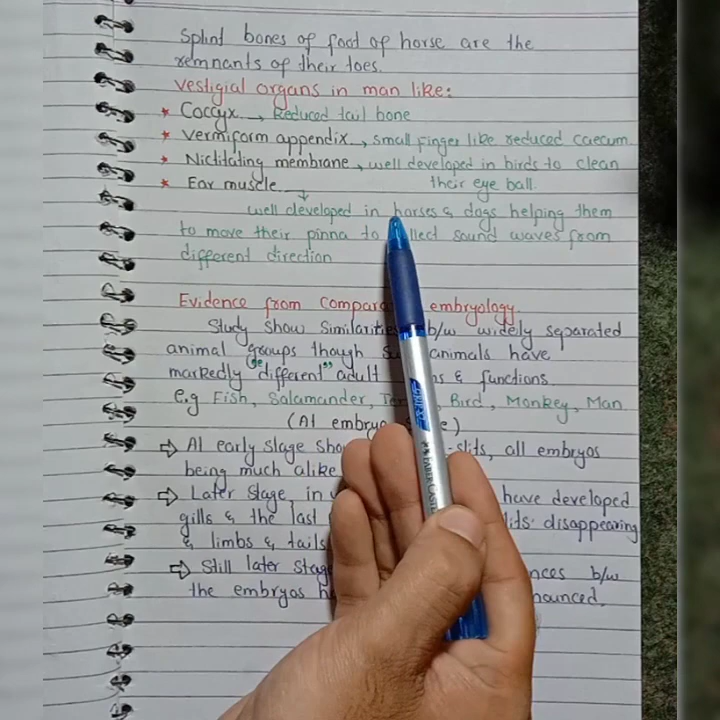 Splint bones of foot of horse are the
remnants of their toes.
Vestigial organs in man like:
* Coccyx → Reduced tail bone
* Vermiform appendix → small finger like reduced caecum.
* Nictitating membrane → well developed in birds to clean
their eye ball.
* Ear muscle
well developed in horses & dogs helping them
to move their pinna to sound waves from
different direction
Evidence from embryology.
Study show Similarities b/w widely separated
animal groups though animals have
markedly "different" adult & functions
e.g Fish, Salamander, Bird, Monkey, Man
(At
⇒ At early stage slits, all embryos
being much alike
⇒ Later stage in have developed
gills & the last disappearing
& limbs & tails
⇒ Still later stage b/w
the embryos
FABER-CASTE